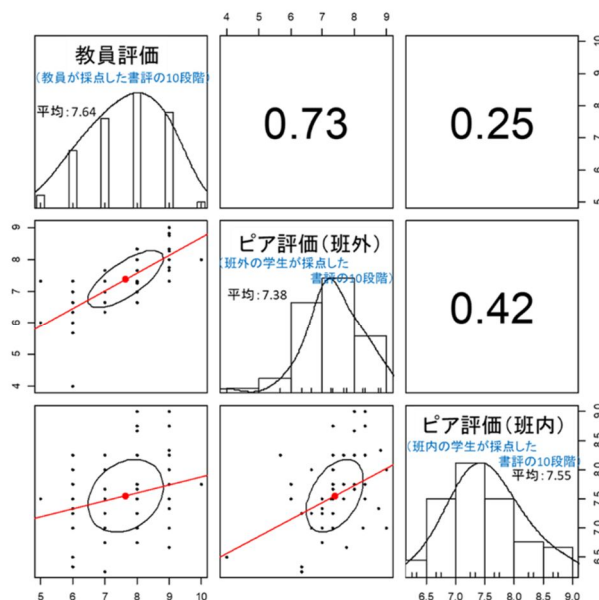 4 5 6 7 8 9
教員評価
(教員が採点した書評の10段階)
平均:7.64
0.73
0.25
5 6 7 8 9 10
4 5 6 7 8 9
ピア評価(班外)
(班外の学生が採点した
書評の10段階)
平均:7.38
0.42
ピア評価(班内)
(班内の学生が採点した
書評の10段階)
平均:7.55
6.5 7.0 7.5 8.0 8.5 9.0
5 6 7 8 9 10
4 5 6 7 8 9
6.5 7.0 7.5 8.0 8.5 9.0